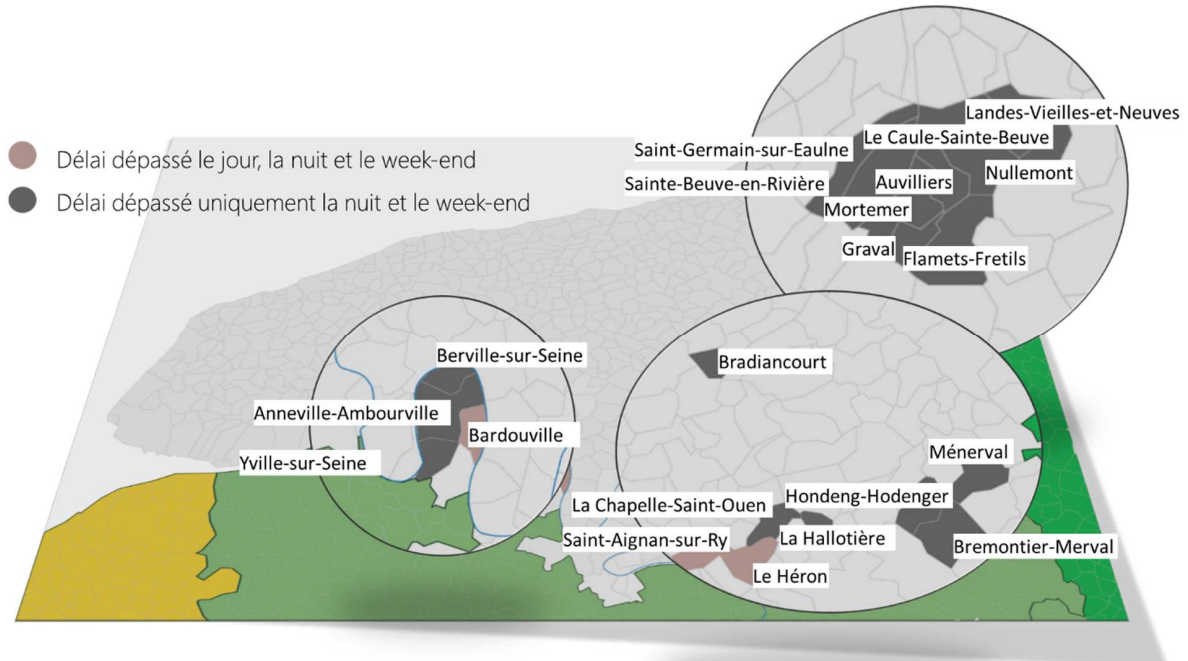 Délai dépassé le jour, la nuit et le week-end
Délai dépassé uniquement la nuit et le week-end
Landes-Vieilles-et-Neuves
Le Caule-Sainte-Beuve
Saint-Germain-sur-Eaulne
Nullemont
Sainte-Beuve-en-Rivière
Auvilliers
Mortemer
Graval
Flamets-Fretils
Berville-sur-Seine
Anneville-Ambourville
Bardouville
Yville-sur-Seine
Bradiancourt
Ménerval
Hondeng-Hodenger
La Chapelle-Saint-Ouen
La Hallotière
Saint-Aignan-sur-Ry
Bremontier-Merval
Le Héron